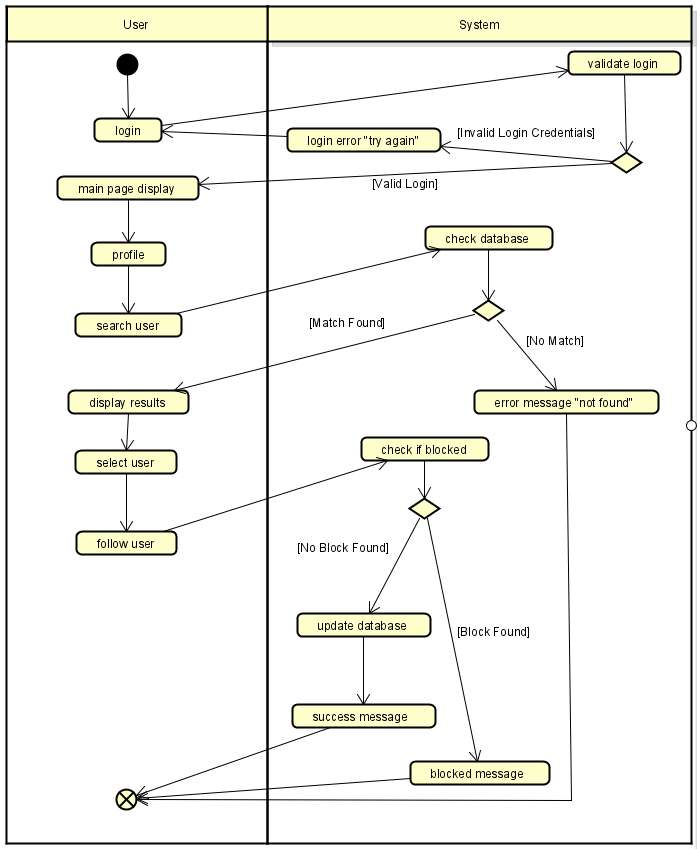 User
System
validate login
login
login error "try again"
[Invalid Login Credentials]
main page display
[Valid Login]
profile
check database
search user
[Match Found]
[No Match]
display results
error message "not found"
select user
check if blocked
follow user
[No Block Found]
update database
[Block Found]
success message
blocked message